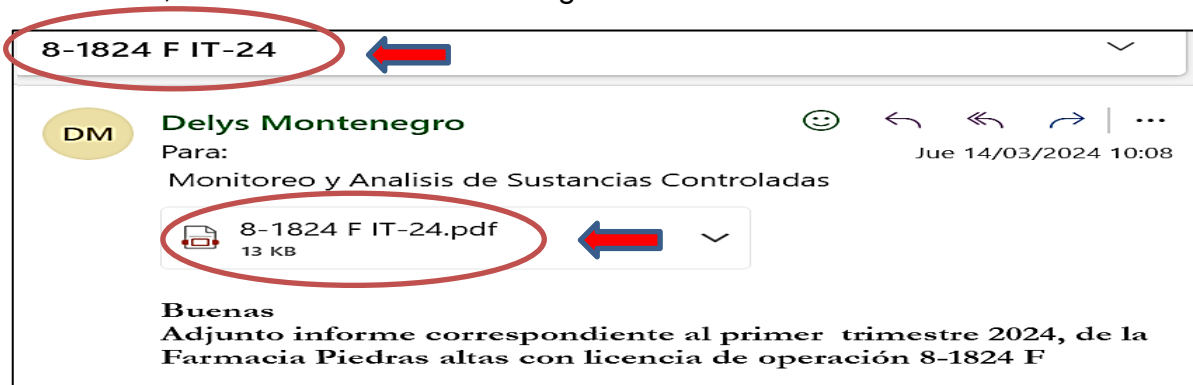 8-1824 F IT-24
DM
Delys Montenegro
Para:
Jue 14/03/2024 10:08
Monitoreo y Analisis de Sustancias Controladas
8-1824 F IT-24.pdf
13 KB
Buenas
Adjunto informe correspondiente al primer trimestre 2024, de la
Farmacia Piedras altas con licencia de operación 8-1824 F